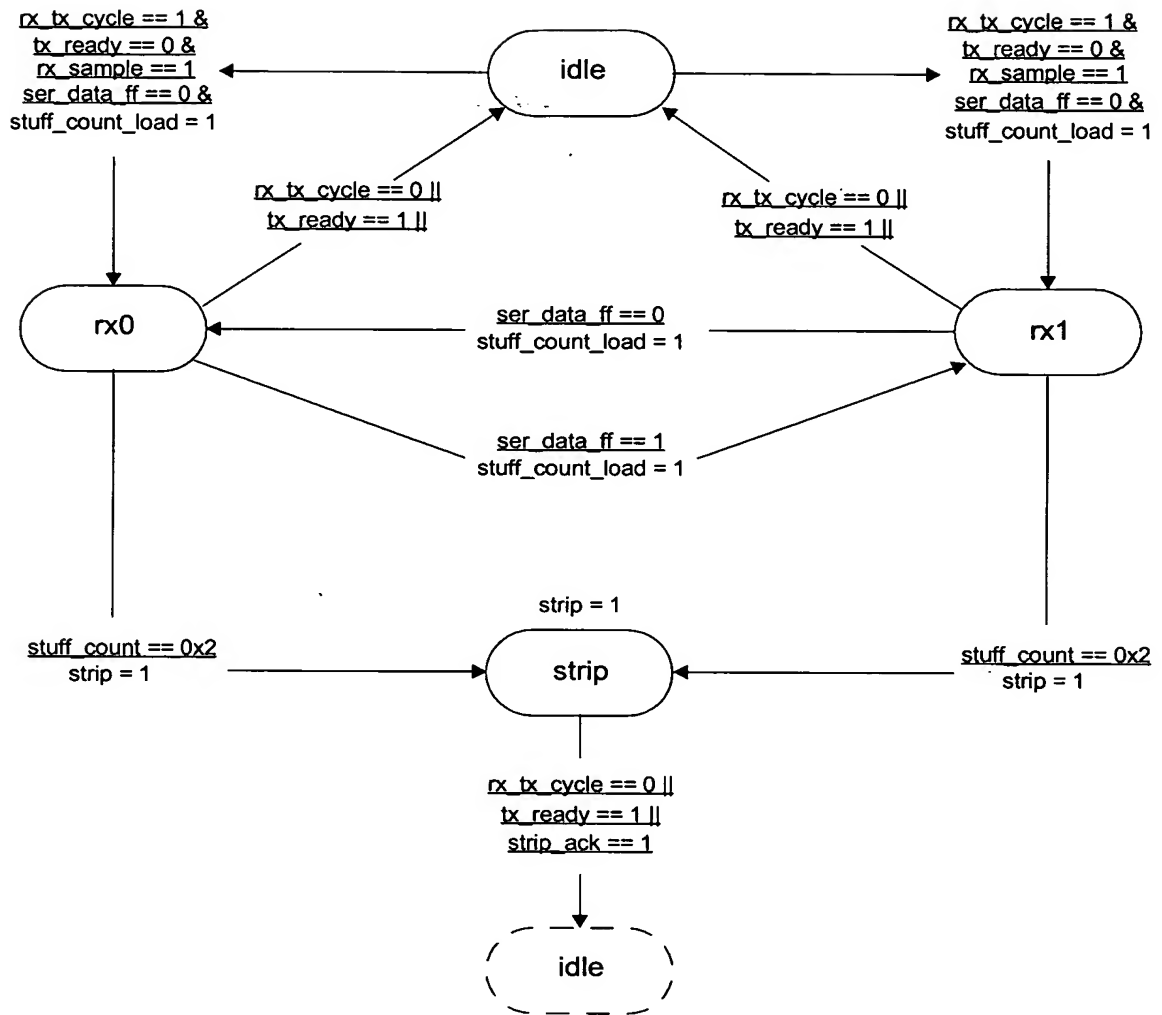 rx_tx_cycle == 1 &
tx_ready == 0 &
rx_sample == 1
ser_data_ff == 0 &
stuff_count_load = 1
idle
rx_tx_cycle == 1 &
tx_ready == 0 &
rx_sample == 1
ser_data_ff == 0 &
stuff_count_load = 1
rx_tx_cycle == 0 ||
tx_ready == 1 ||
rx_tx_cycle == 0 ||
tx_ready == 1 ||
rx0
ser_data_ff == 0
stuff_count_load = 1
rx1
ser_data_ff == 1
stuff_count_load = 1
strip = 1
stuff_count == 0x2
strip = 1
strip
stuff_count == 0x2
strip = 1
rx_tx_cycle == 0 ||
tx_ready == 1 ||
strip_ack == 1
idle